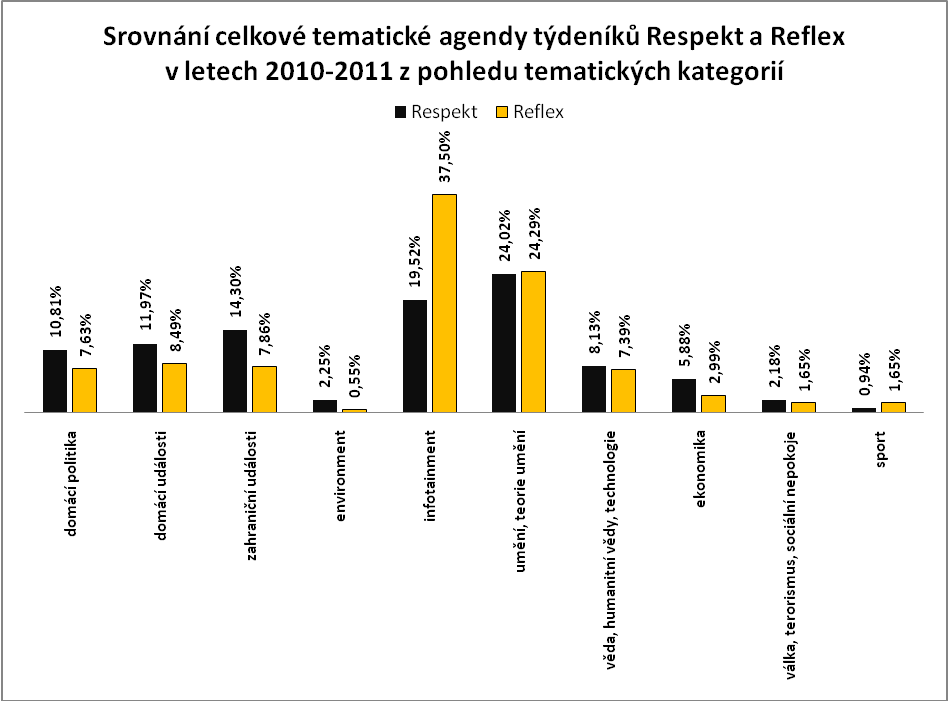 Srovnání celkové tematické agendy týdeníků Respekt a Reflex
v letech 2010-2011 z pohledu tematických kategorií
Respekt Reflex
10,81%
7,63%
11,97%
8,49%
14,30%
7,86%
2,25%
0,55%
19,52%
37,50%
24,02%
24,29%
8,13%
7,39%
5,88%
2,99%
2,18%
1,65%
0,94%
1,65%
domácí politika
domácí události
zahraniční události
environment
infotainment
umění, teorie umění
věda, humanitní vědy, technologie
ekonomika
válka, terorismus, sociální nepokoje
sport